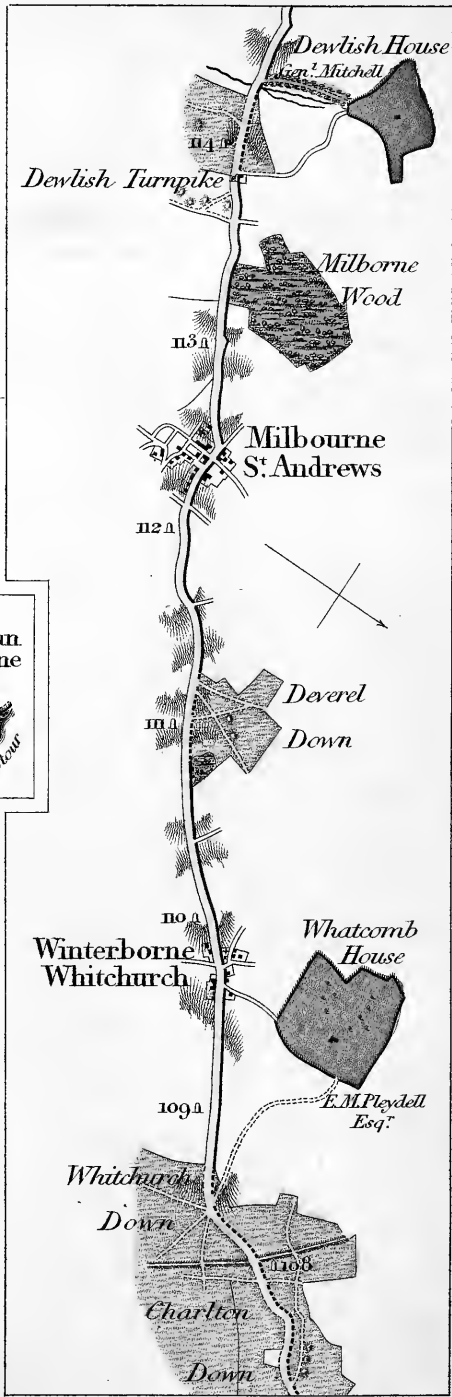 Dewlish House
Genl. Mitchell
114
Dewlish Turnpike
Milborne
Wood
113
Milbourne
St. Andrews
112
Deverel
Down
111
110
Winterborne
Whitchurch
Whatcomb
House
E.M.Pleydell
Esqr.
109
Whitchurch
Down
108
Charlton
Down